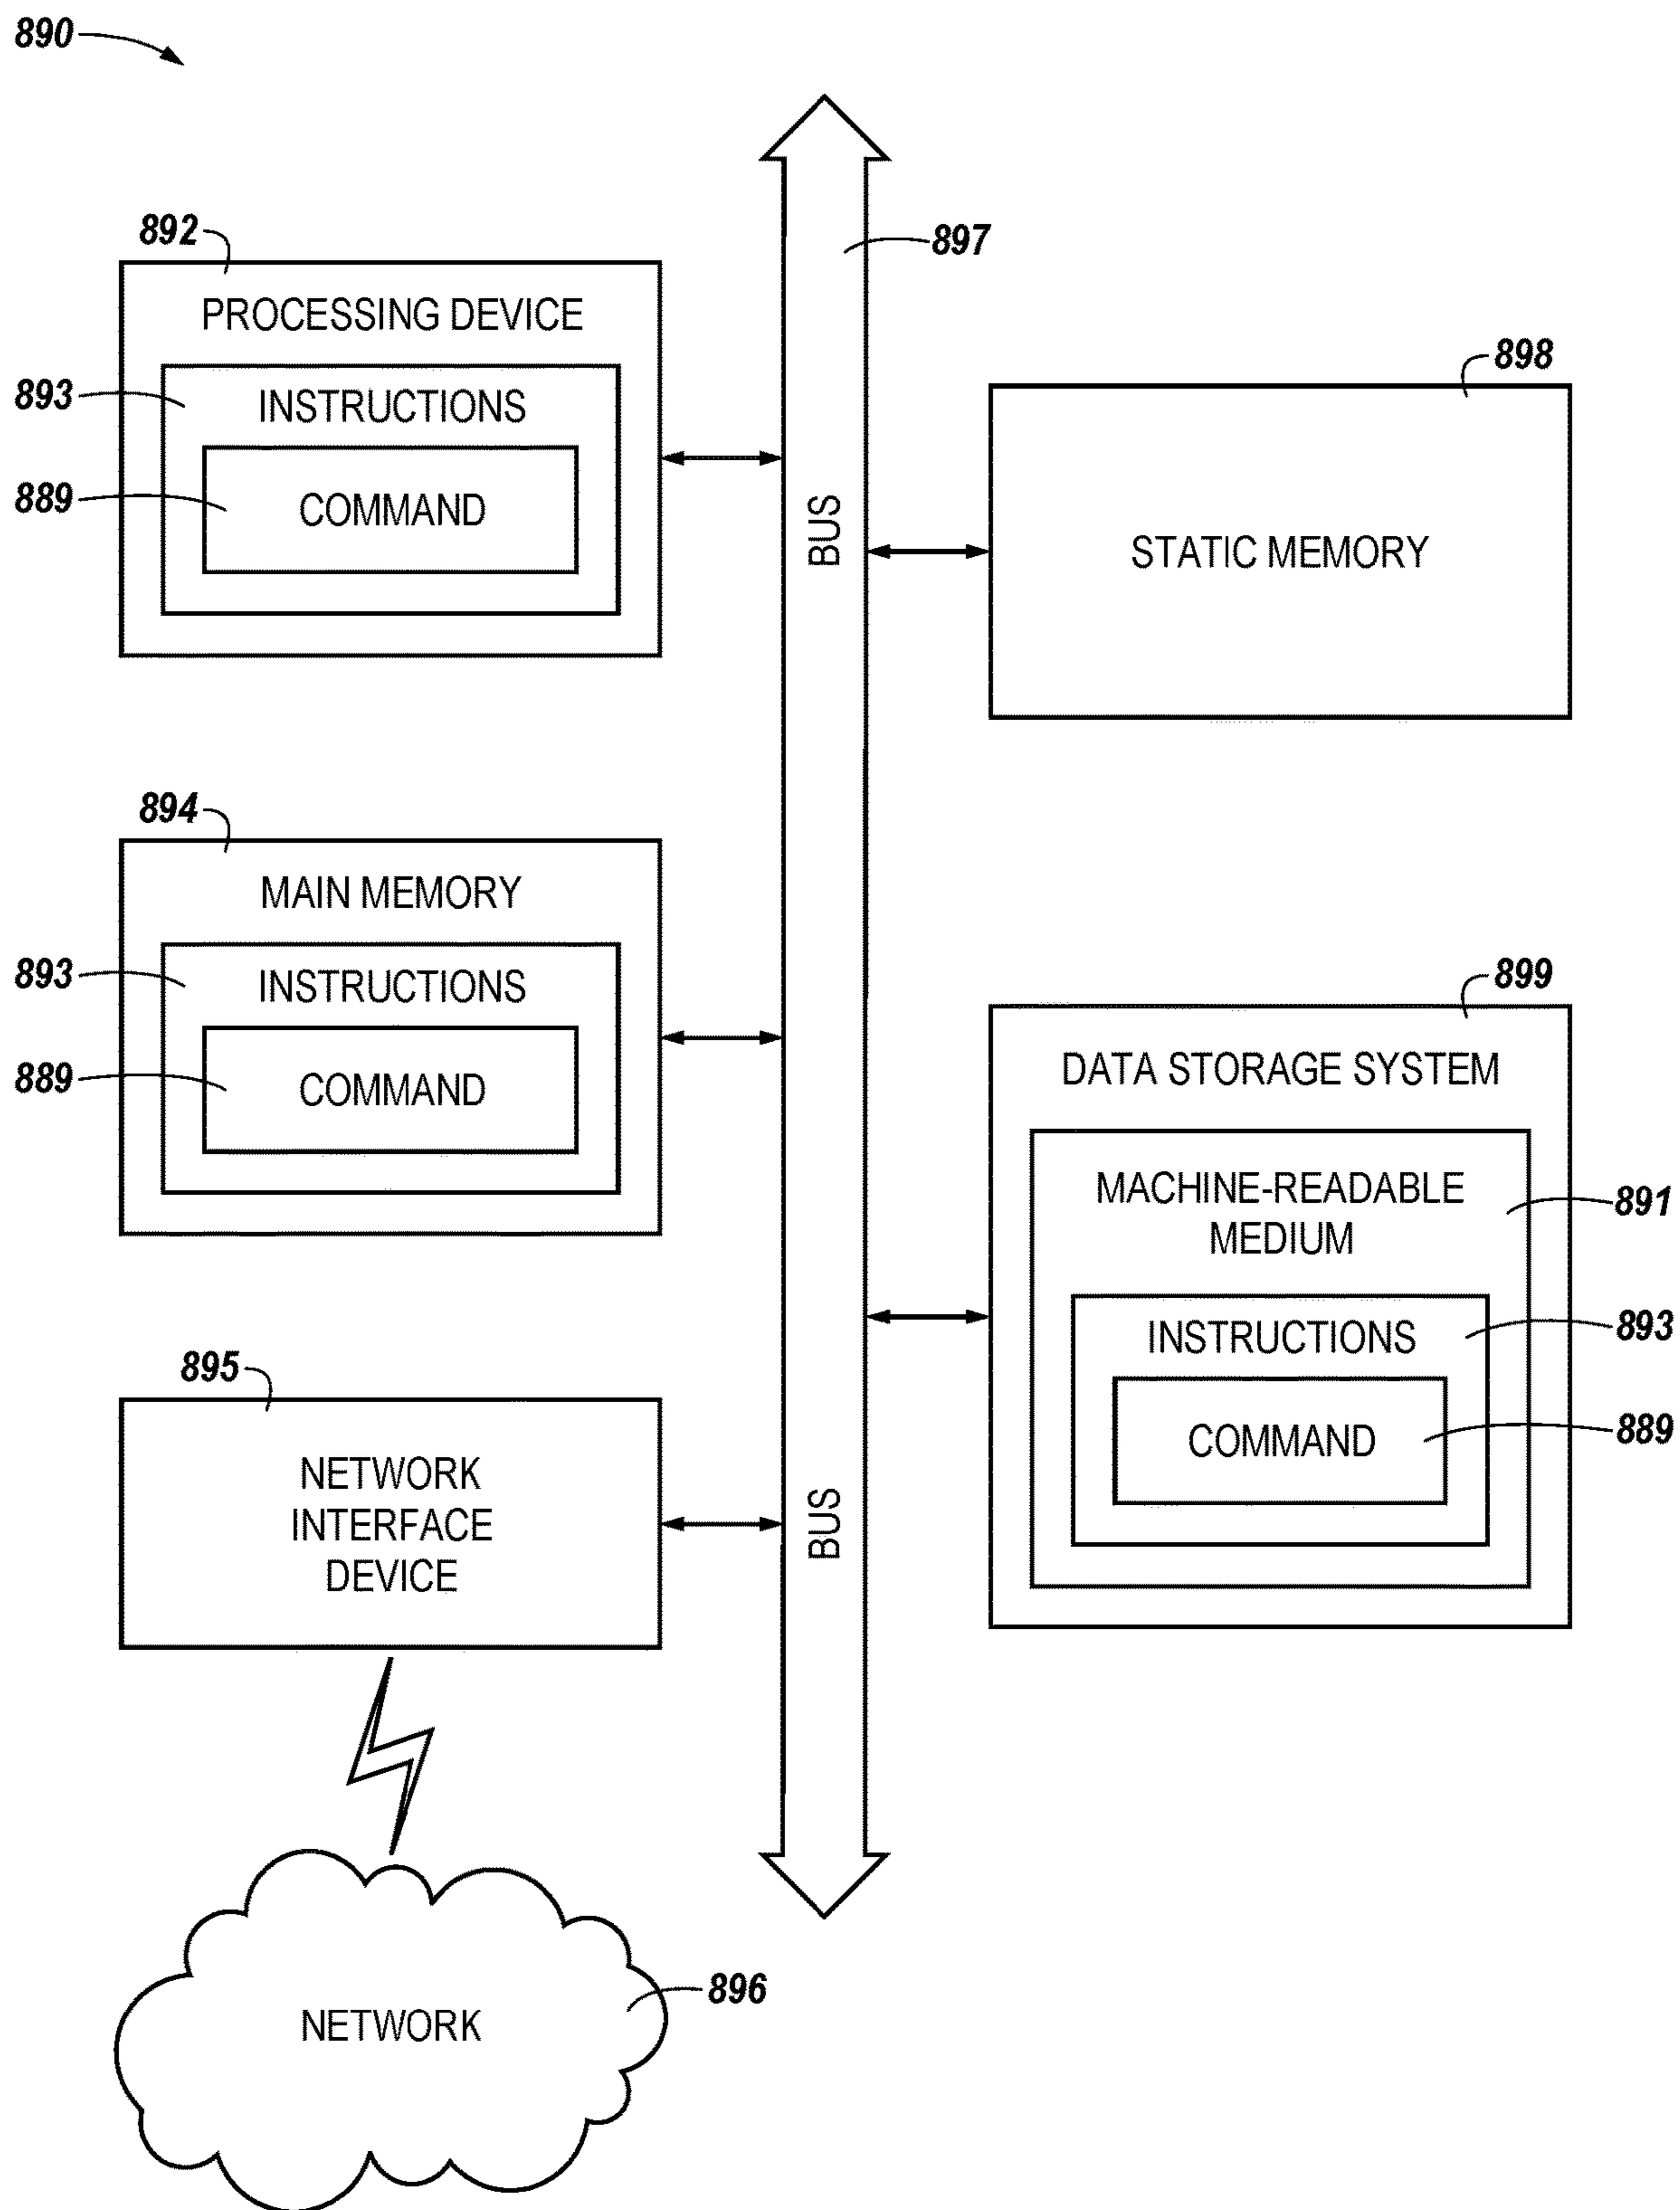 890
892
PROCESSING DEVICE
893
INSTRUCTIONS
889
COMMAND
894
MAIN MEMORY
893
INSTRUCTIONS
889
COMMAND
895
NETWORK
INTERFACE
DEVICE
NETWORK
896
897
BUS
BUS
898
STATIC MEMORY
899
DATA STORAGE SYSTEM
MACHINE-READABLE
MEDIUM
891
INSTRUCTIONS
893
COMMAND
889